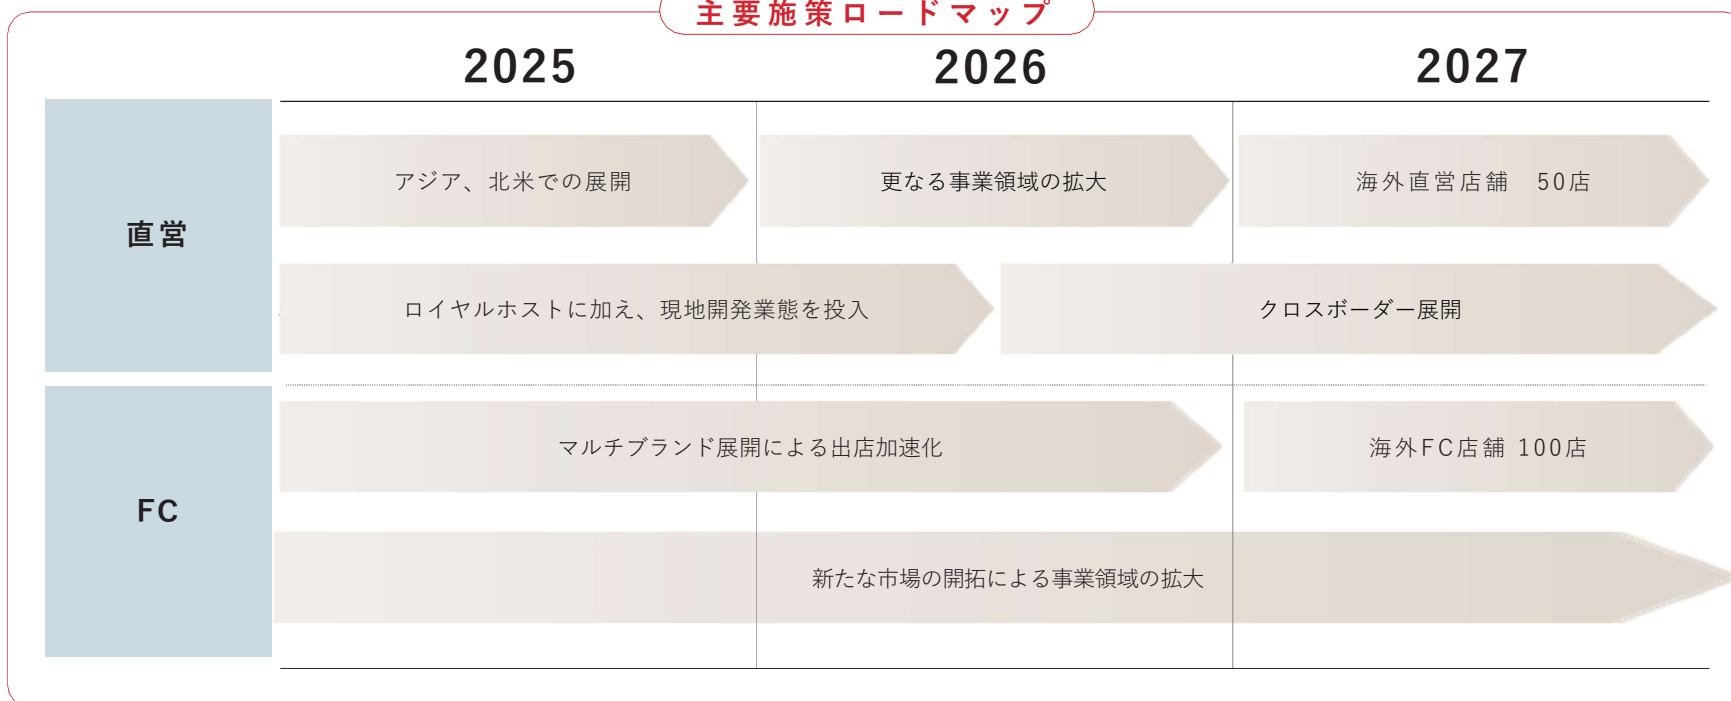 主要施策ロードマップ
2025 2026 2027
直営
アジア、北米での展開 更なる事業領域の拡大 海外直営店舗　50店
ロイヤルホストに加え、現地開発業態を投入 クロスボーダー展開
FC
マルチブランド展開による出店加速化 海外FC店舗 100店
新たな市場の開拓による事業領域の拡大